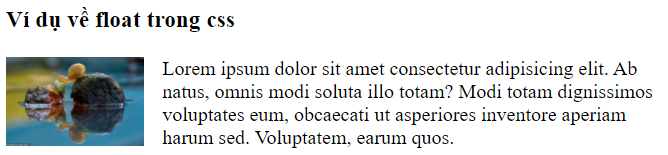 Ví dụ về float trong css
Lorem ipsum dolor sit amet consectetur adipisicing elit. Ab
natus, omnis modi soluta illo totam? Modi totam dignissimos
voluptates eum, obcaecati ut asperiores inventore aperiam
harum sed. Voluptatem, earum quos.